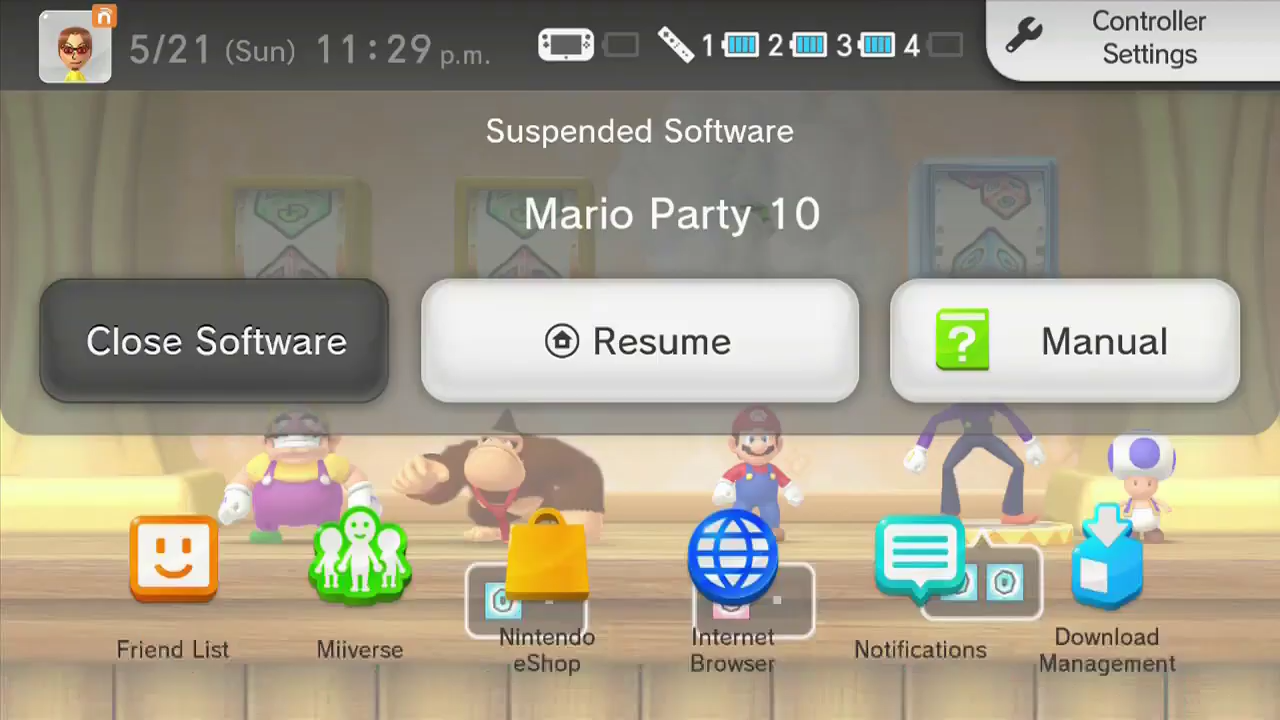 5/21 (Sun) 11:29 p.m.
1 2 3 4
Controller
Settings
Suspended Software
Mario Party 10
Close Software
Resume
? Manual
Friend List
Miiverse
Nintendo
eShop
Internet
Browser
Notifications
Download
Management